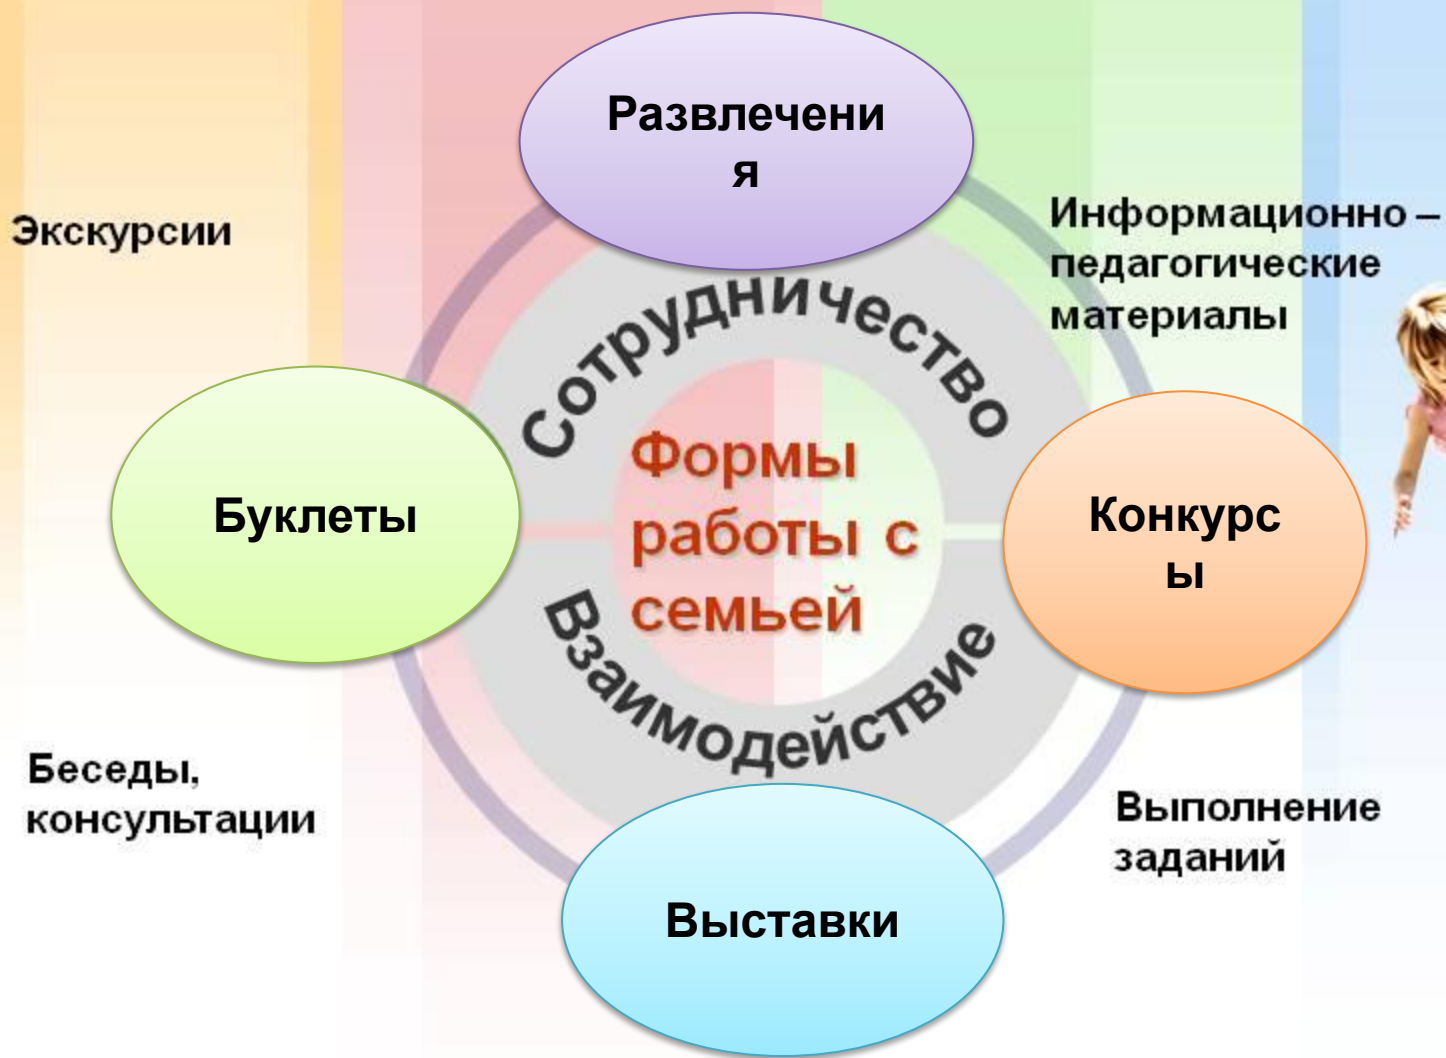 Развлечени
я
Экскурсии
Информационно –
педагогические
материалы
Сотрудничество
Формы
работы с
семьей
Буклеты
Конкурс
ы
Взаимодействие
Беседы,
консультации
Выполнение
заданий
Выставки